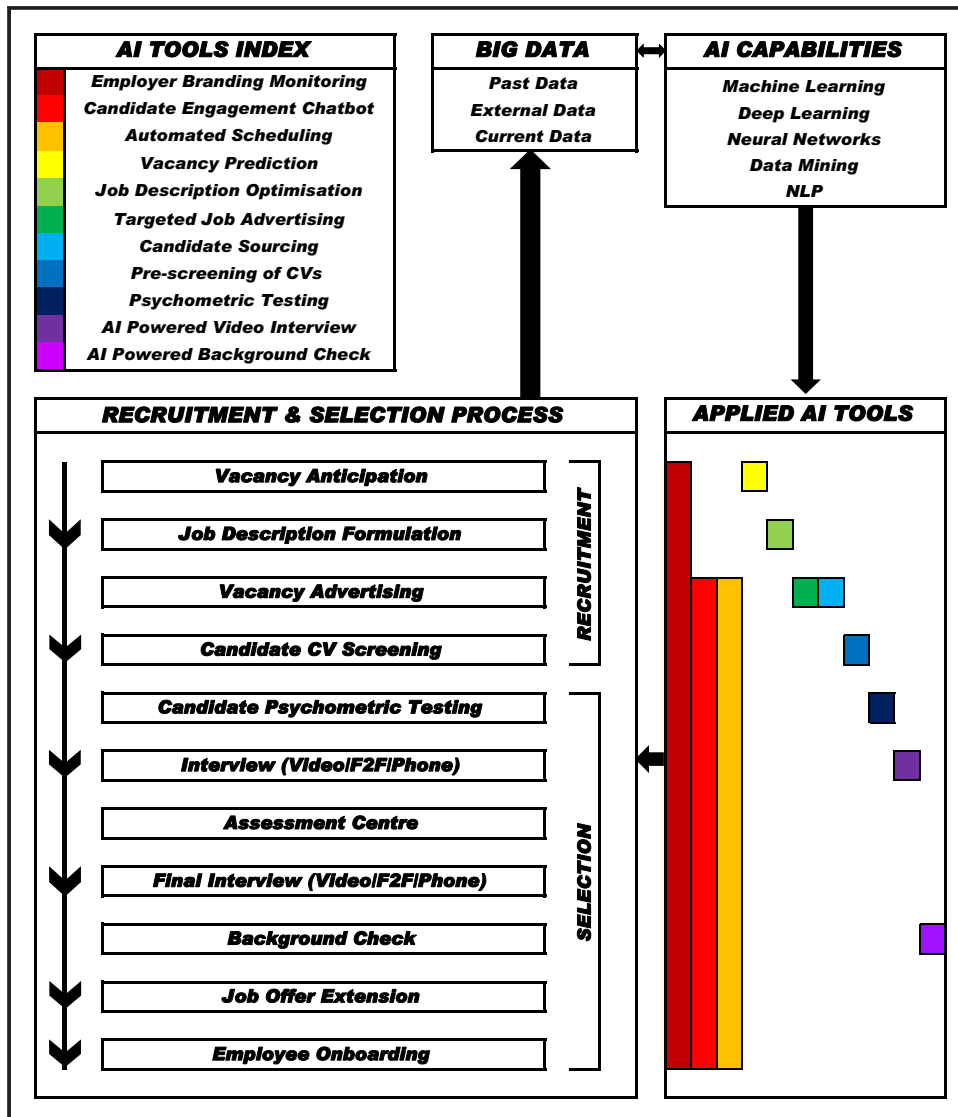 AI TOOLS INDEX
Employer Branding Monitoring
Candidate Engagement Chatbot
Automated Scheduling
Vacancy Prediction
Job Description Optimisation
Targeted Job Advertising
Candidate Sourcing
Pre-screening of CVs
Psychometric Testing
AI Powered Video Interview
AI Powered Background Check
BIG DATA
Past Data
External Data
Current Data
AI CAPABILITIES
Machine Learning
Deep Learning
Neural Networks
Data Mining
NLP
RECRUITMENT & SELECTION PROCESS
Vacancy Anticipation
Job Description Formulation
Vacancy Advertising
Candidate CV Screening
RECRUITMENT
Candidate Psychometric Testing
Interview (Video/F2F/Phone)
Assessment Centre
Final Interview (Video/F2F/Phone)
Background Check
Job Offer Extension
Employee Onboarding
SELECTION
APPLIED AI TOOLS